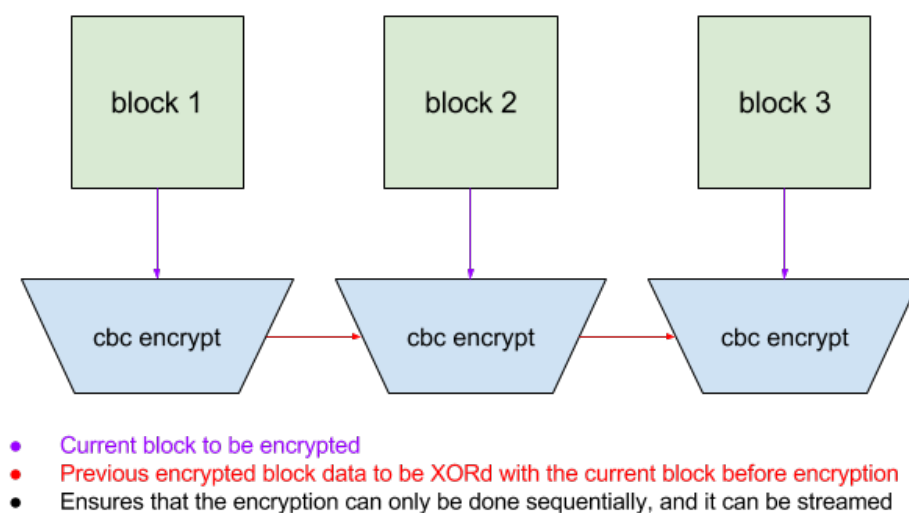 block 1
block 2
block 3
cbc encrypt
cbc encrypt
cbc encrypt
● Current block to be encrypted
● Previous encrypted block data to be XORd with the current block before encryption
● Ensures that the encryption can only be done sequentially, and it can be streamed